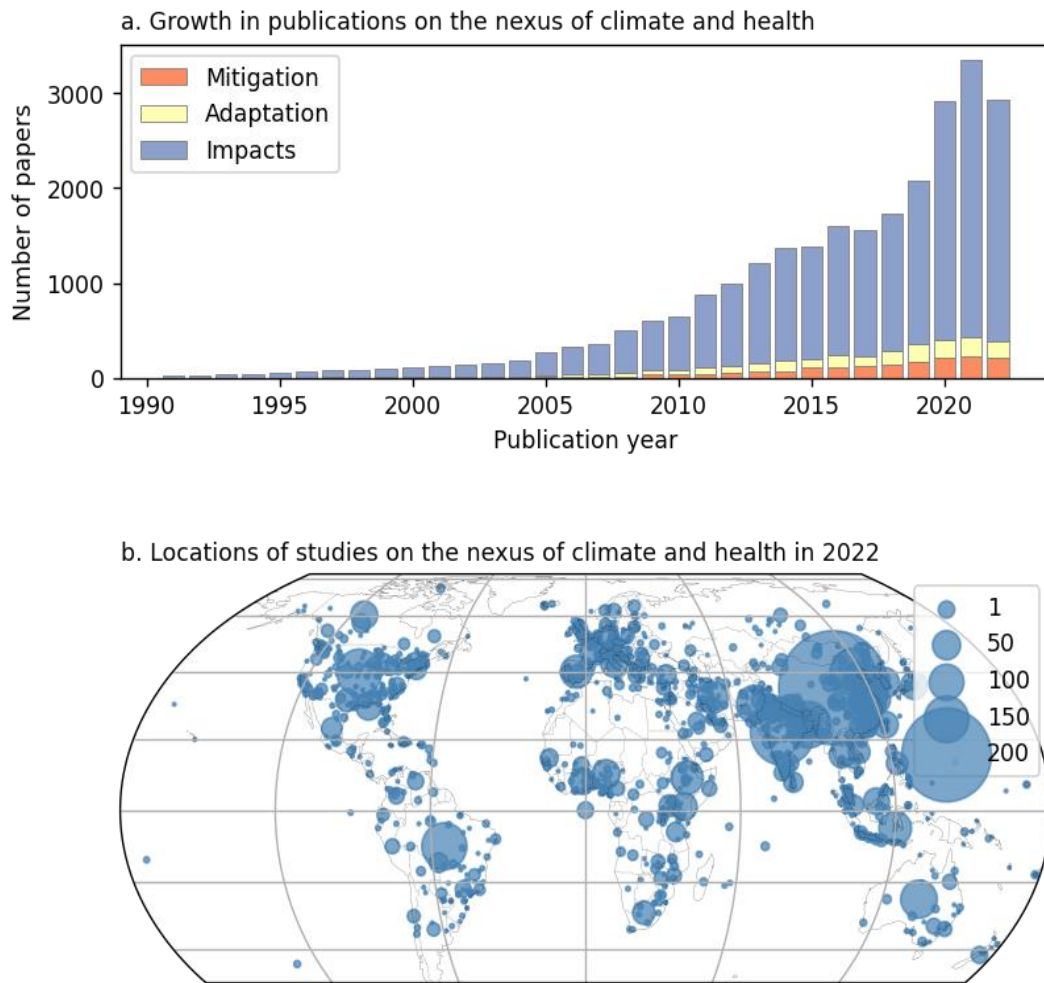 a. Growth in publications on the nexus of climate and health
Mitigation
Adaptation
Impacts
3000
2000
1000
0
Number of papers
1990 1995 2000 2005 2010 2015 2020
Publication year
b. Locations of studies on the nexus of climate and health in 2022
1
50
100
150
200